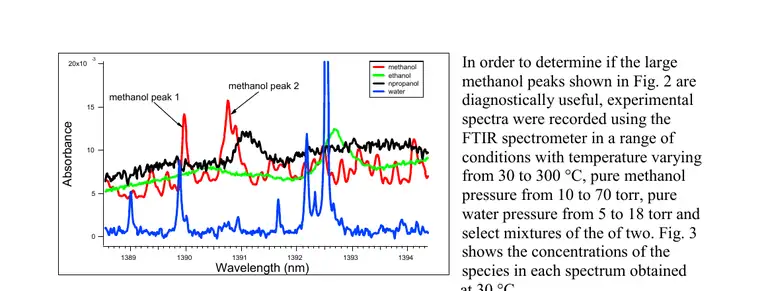 20x10
-3
methanol
ethanol
npropanol
water
methanol peak 2
methanol peak 1
15
10
5
0
Absorbance
1389
1390
1391
1392
1393
1394
Wavelength (nm)
In order to determine if the large
methanol peaks shown in Fig. 2 are
diagnostically useful, experimental
spectra were recorded using the
FTIR spectrometer in a range of
conditions with temperature varying
from 30 to 300 °C, pure methanol
pressure from 10 to 70 torr, pure
water pressure from 5 to 18 torr and
select mixtures of the of two. Fig. 3
shows the concentrations of the
species in each spectrum obtained
at 30 °C